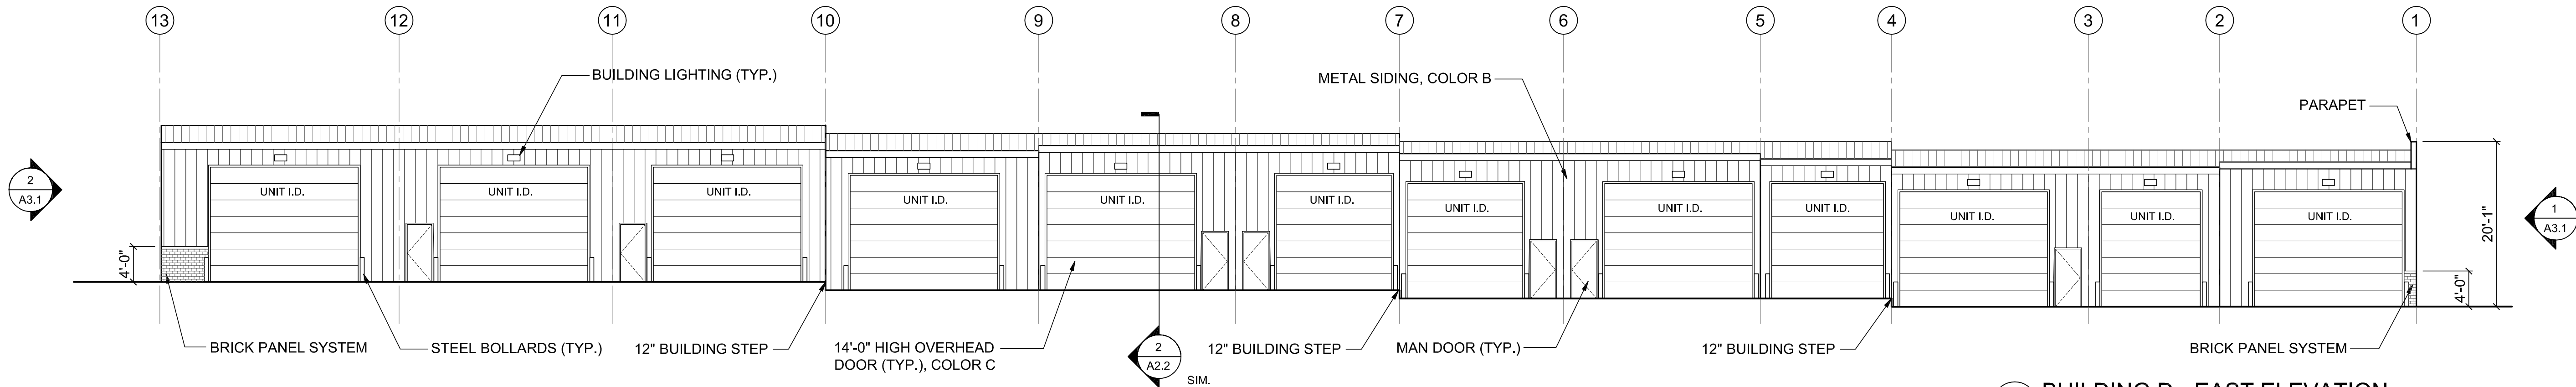 13 12 11 10 9 8 7 6 5 4 3 2 1
BUILDING LIGHTING (TYP.)
METAL SIDING, COLOR B
PARAPET
2
A3.1
UNIT I.D. UNIT I.D. UNIT I.D. UNIT I.D. UNIT I.D. UNIT I.D. UNIT I.D. UNIT I.D. UNIT I.D. UNIT I.D. UNIT I.D. UNIT I.D.
1
A3.1
20'-1"
4'-0"
4'-0"
BRICK PANEL SYSTEM
STEEL BOLLARDS (TYP.)
12" BUILDING STEP
14'-0" HIGH OVERHEAD
DOOR (TYP.), COLOR C
2
A2.2
SIM.
12" BUILDING STEP
MAN DOOR (TYP.)
12" BUILDING STEP
BRICK PANEL SYSTEM
BUILDING D - EAST ELEVATION